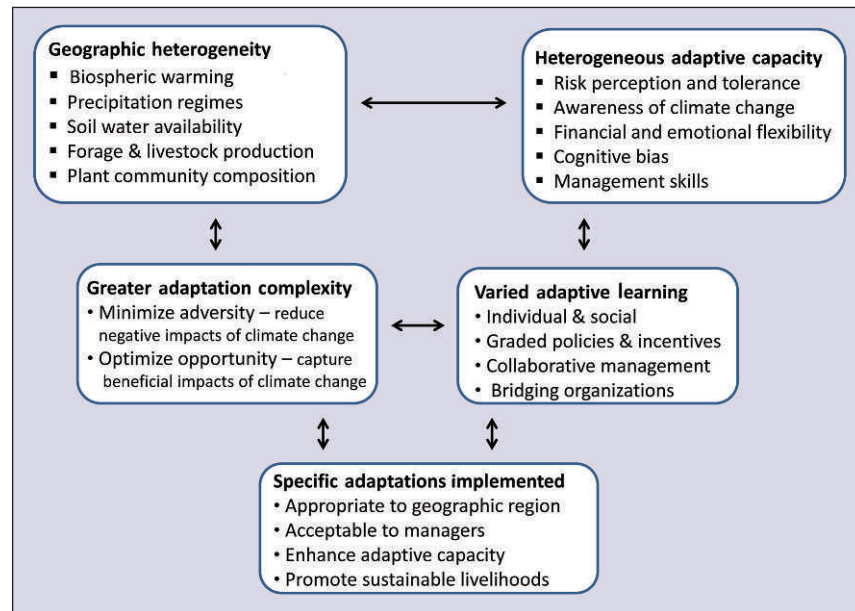 Geographic heterogeneity
▪ Biospheric warming
▪ Precipitation regimes
▪ Soil water availability
▪ Forage & livestock production
▪ Plant community composition
Heterogeneous adaptive capacity
▪ Risk perception and tolerance
▪ Awareness of climate change
▪ Financial and emotional flexibility
▪ Cognitive bias
▪ Management skills
Greater adaptation complexity
• Minimize adversity – reduce
negative impacts of climate change
• Optimize opportunity – capture
beneficial impacts of climate change
Varied adaptive learning
• Individual & social
• Graded policies & incentives
• Collaborative management
• Bridging organizations
Specific adaptations implemented
• Appropriate to geographic region
• Acceptable to managers
• Enhance adaptive capacity
• Promote sustainable livelihoods